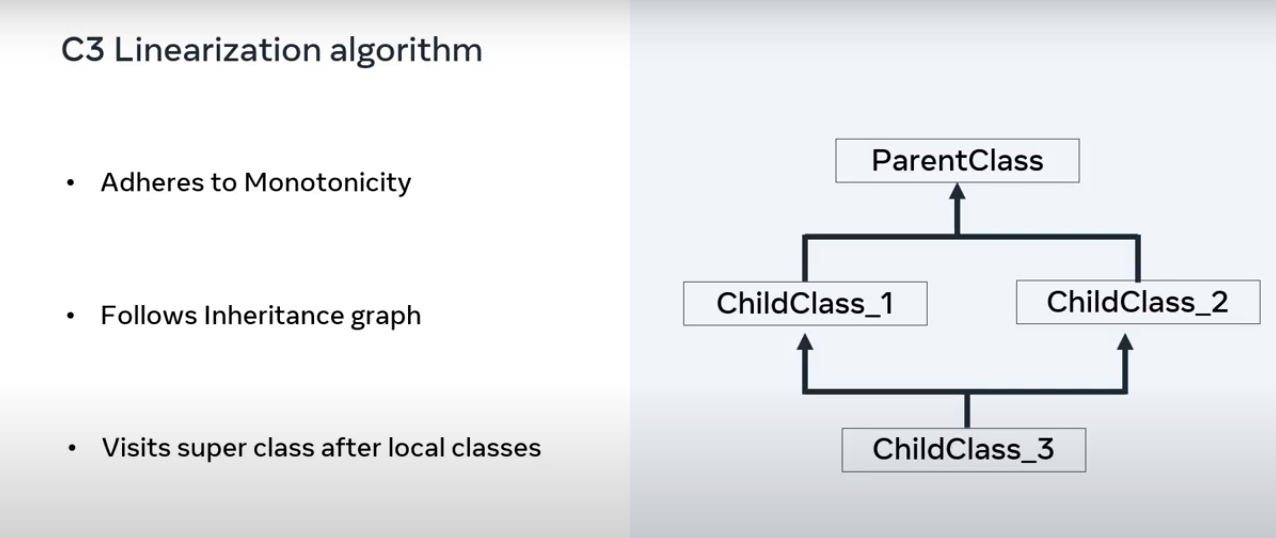 C3 Linearization algorithm
• Adheres to Monotonicity
• Follows Inheritance graph
• Visits super class after local classes
ParentClass
ChildClass_1
ChildClass_2
ChildClass_3